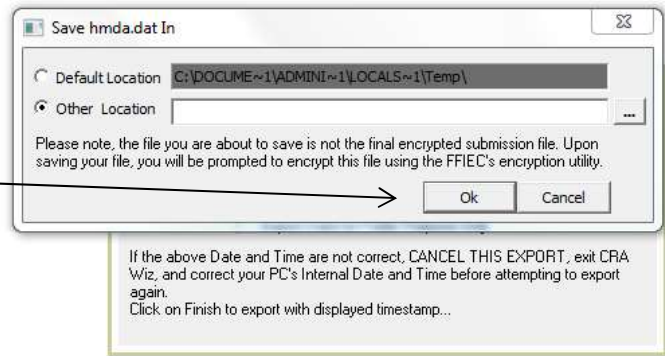 Save hmda.dat In
Default Location C:\DOCUME~1\ADMINI~1\LOCALS~1\Temp\
Other Location ...
Please note, the file you are about to save is not the final encrypted submission file. Upon
saving your file, you will be prompted to encrypt this file using the FFIEC's encryption utility.
Ok Cancel
If the above Date and Time are not correct, CANCEL THIS EXPORT, exit CRA
Wiz, and correct your PC's Internal Date and Time before attempting to export
again.
Click on Finish to export with displayed timestamp...